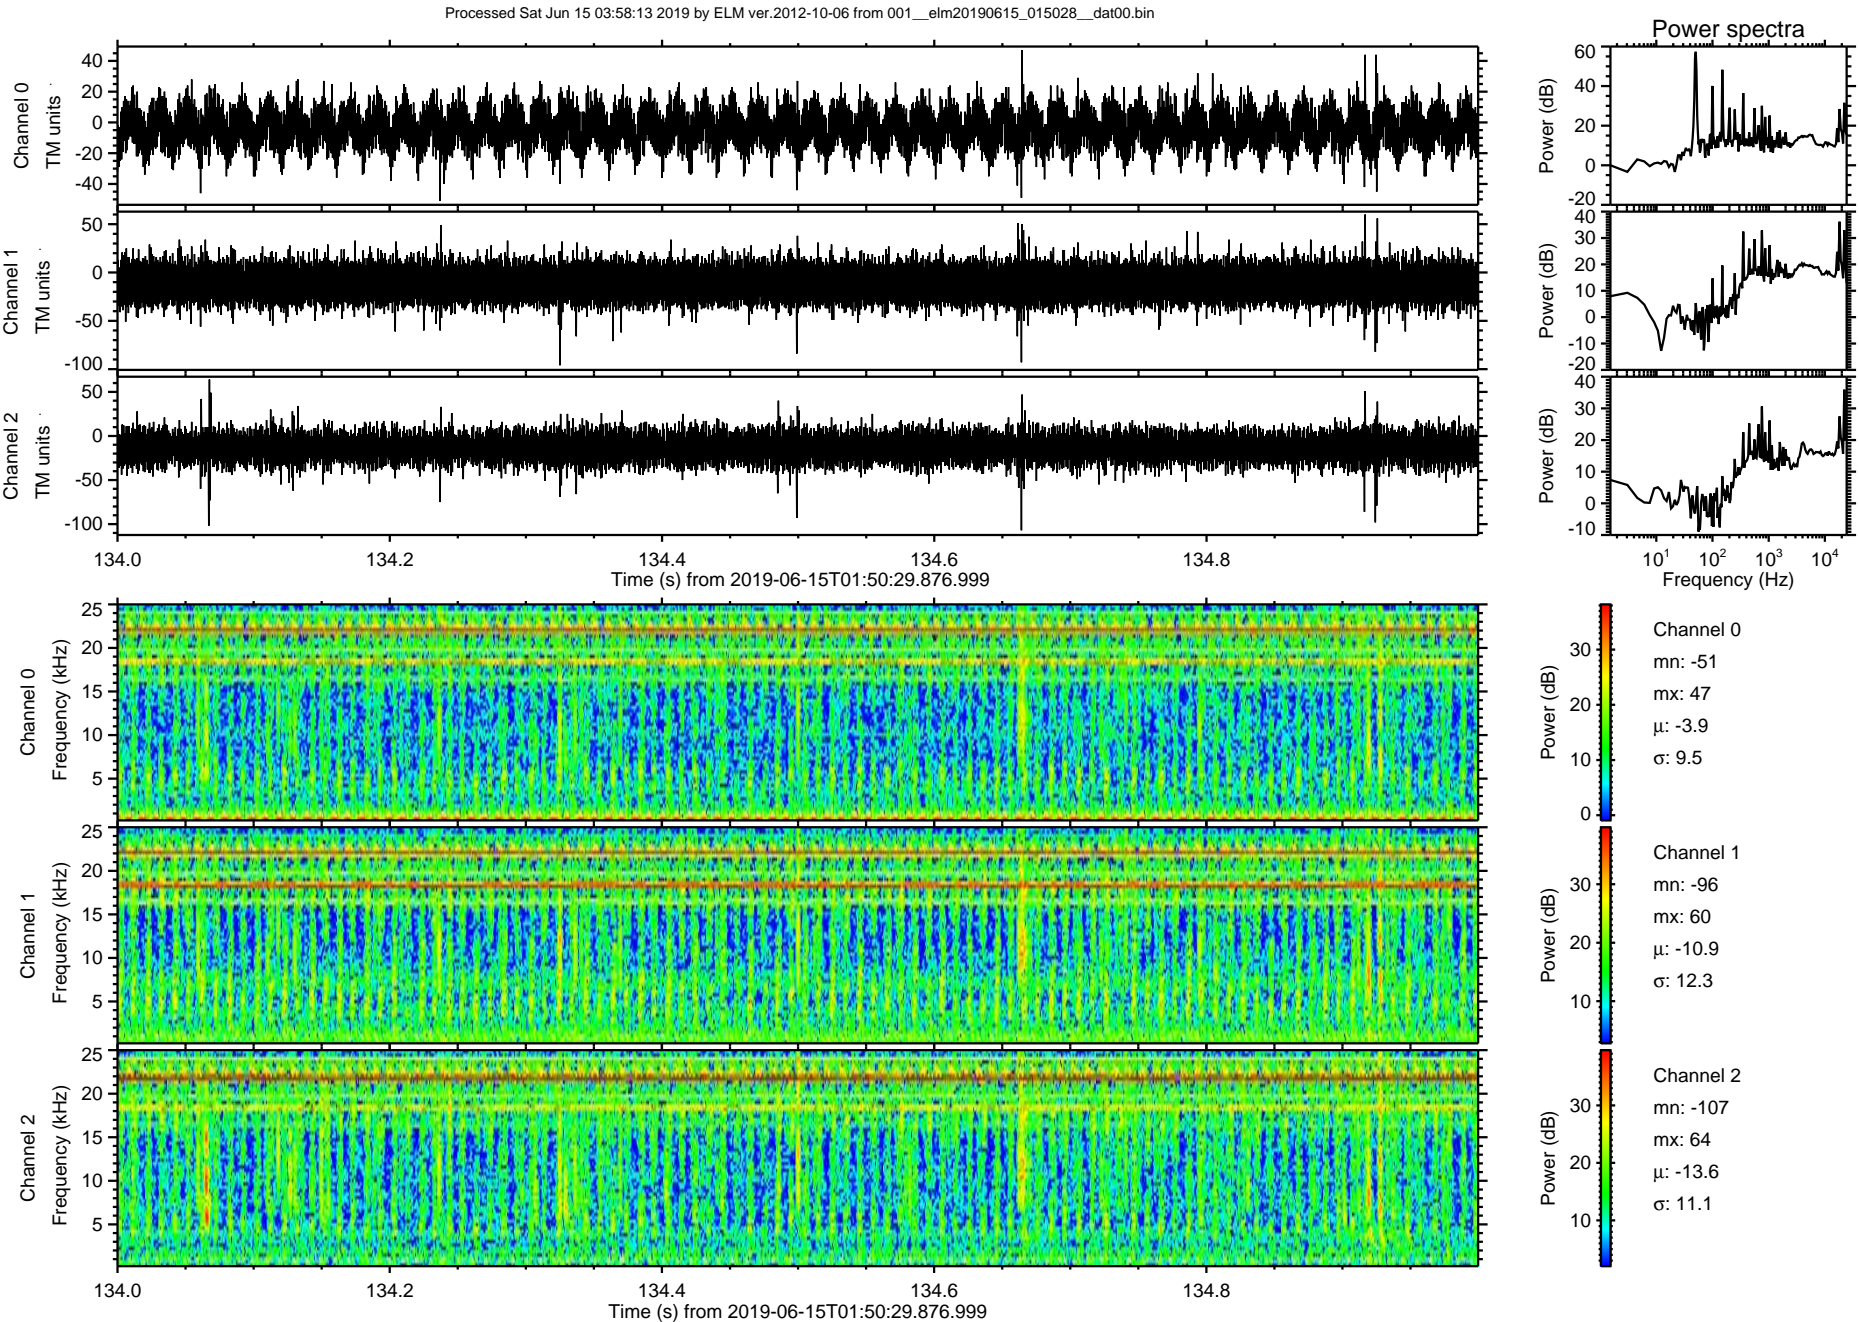 Processed Sat Jun 15 03:58:13 2019 by ELM ver.2012-10-06 from 001__elm20190615_015028__dat00.bin
Power spectra
Channel 0
TM units
40
20
0
-20
-40
Power (dB)
60
40
20
0
-20
Channel 1
TM units
50
0
-50
-100
Power (dB)
40
30
20
10
0
-10
-20
Channel 2
TM units
50
0
-50
-100
Power (dB)
40
30
20
10
0
-10
134.0 134.2 134.4 134.6 134.8
Time (s) from 2019-06-15T01:50:29.876.999
10^1 10^2 10^3 10^4
Frequency (Hz)
Channel 0
Frequency (kHz)
25
20
15
10
5
Power (dB)
30
20
10
0
Channel 0
mn: -51
mx: 47
μ: -3.9
σ: 9.5
Channel 1
Frequency (kHz)
25
20
15
10
5
Power (dB)
30
20
10
Channel 1
mn: -96
mx: 60
μ: -10.9
σ: 12.3
Channel 2
Frequency (kHz)
25
20
15
10
5
Power (dB)
30
20
10
Channel 2
mn: -107
mx: 64
μ: -13.6
σ: 11.1
134.0 134.2 134.4 134.6 134.8
Time (s) from 2019-06-15T01:50:29.876.999